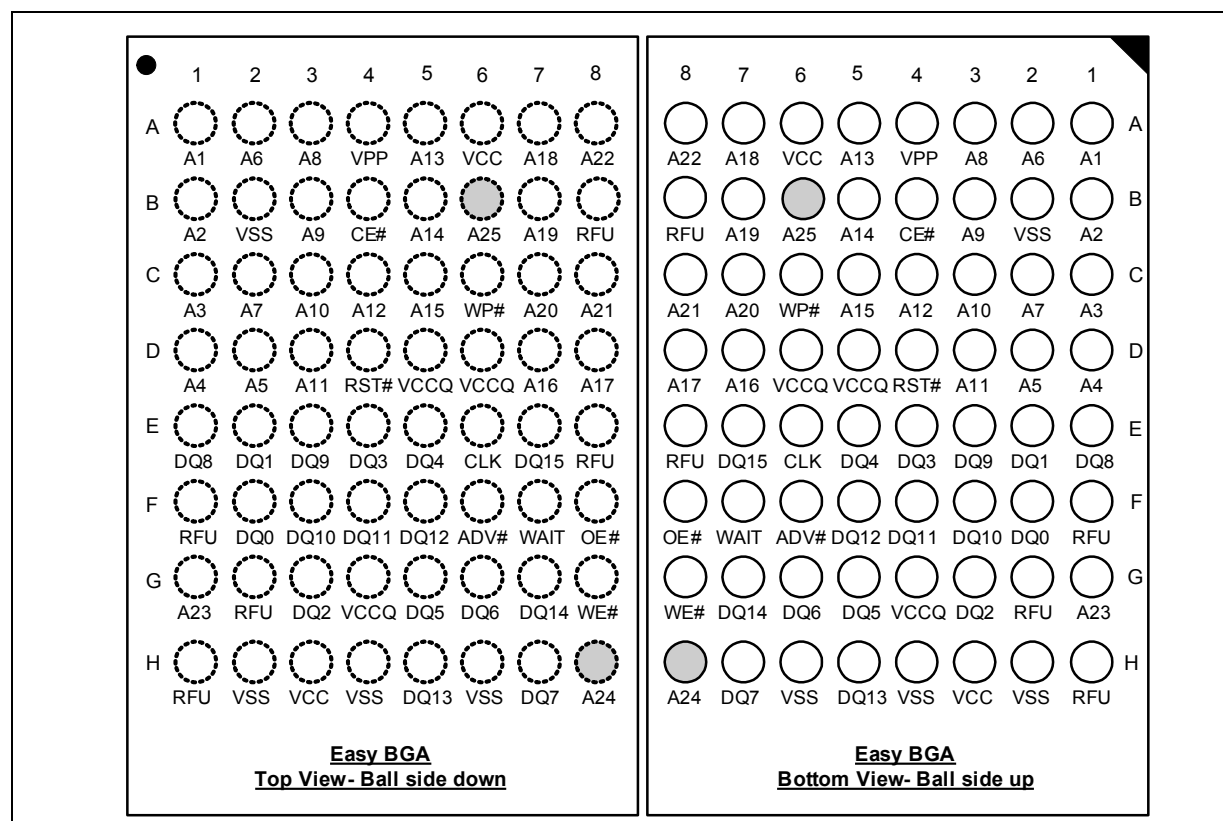 1 2 3 4 5 6 7 8 8 7 6 5 4 3 2 1
A A
A1 A6 A8 VPP A13 VCC A18 A22 A22 A18 VCC A13 VPP A8 A6 A1
B B
A2 VSS A9 CE# A14 A25 A19 RFU RFU A19 A25 A14 CE# A9 VSS A2
C C
A3 A7 A10 A12 A15 WP# A20 A21 A21 A20 WP# A15 A12 A10 A7 A3
D D
A4 A5 A11 RST# VCCQ VCCQ A16 A17 A17 A16 VCCQ VCCQ RST# A11 A5 A4
E E
DQ8 DQ1 DQ9 DQ3 DQ4 CLK DQ15 RFU RFU DQ15 CLK DQ4 DQ3 DQ9 DQ1 DQ8
F F
RFU DQ0 DQ10 DQ11 DQ12 ADV# WAIT OE# OE# WAIT ADV# DQ12 DQ11 DQ10 DQ0 RFU
G G
A23 RFU DQ2 VCCQ DQ5 DQ6 DQ14 WE# WE# DQ14 DQ6 DQ5 VCCQ DQ2 RFU A23
H H
RFU VSS VCC VSS DQ13 VSS DQ7 A24 A24 DQ7 VSS DQ13 VSS VCC VSS RFU
Easy BGA Easy BGA
Top View- Ball side down Bottom View- Ball side up